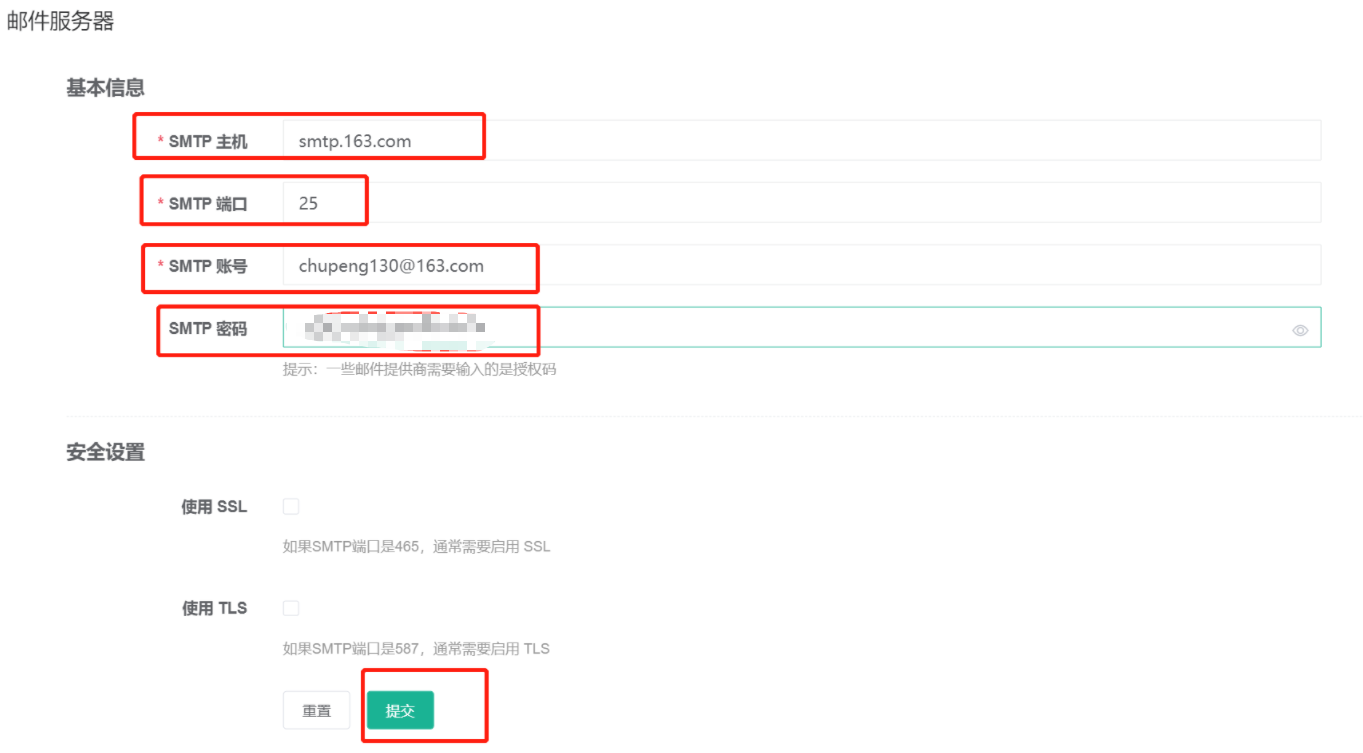 邮件服务器
基本信息
* SMTP 主机 smtp.163.com
* SMTP 端口 25
* SMTP 账号 chupeng130@163.com
SMTP 密码
提示：一些邮件提供商需要输入的是授权码
安全设置
使用 SSL
如果SMTP端口是465，通常需要启用 SSL
使用 TLS
如果SMTP端口是587，通常需要启用 TLS
重置 提交